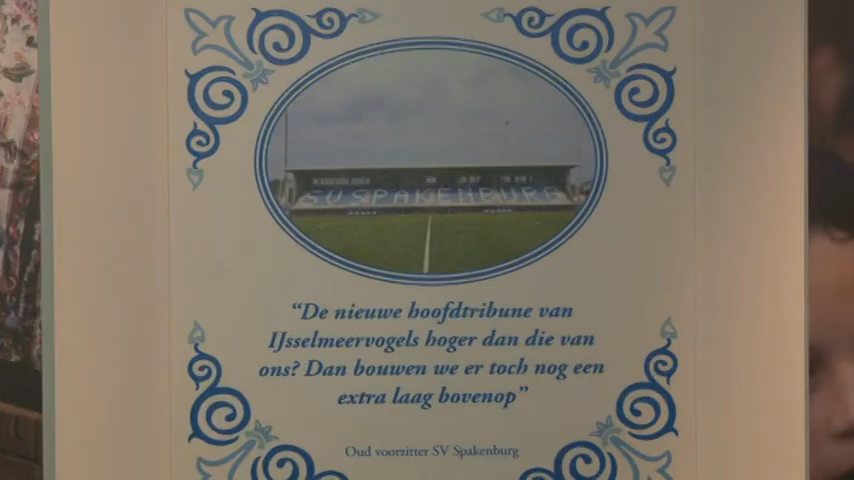 SV SPAKENBURG
“De nieuwe hoofdtribune van
IJsselmeervogels hoger dan die van
ons? Dan bouwen we er toch nog een
extra laag bovenop”
Oud voorzitter SV Spakenburg